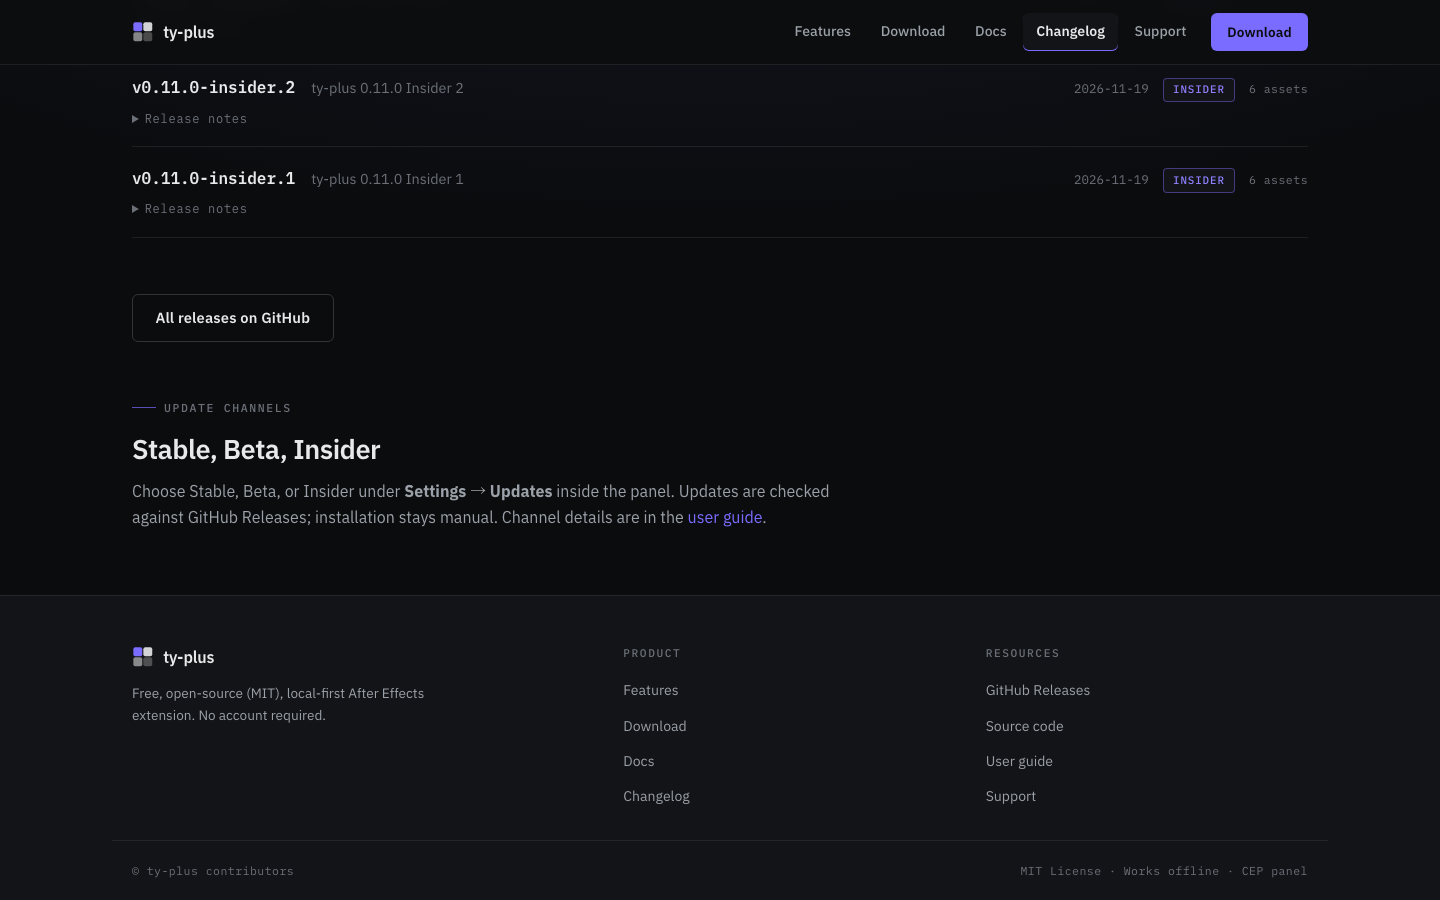 ty-plus
Features Download Docs Changelog Support Download
v0.11.0-insider.2 ty-plus 0.11.0 Insider 2 2026-11-19 INSIDER 6 assets
Release notes
v0.11.0-insider.1 ty-plus 0.11.0 Insider 1 2026-11-19 INSIDER 6 assets
Release notes
All releases on GitHub
UPDATE CHANNELS
Stable, Beta, Insider
Choose Stable, Beta, or Insider under Settings → Updates inside the panel. Updates are checked
against GitHub Releases; installation stays manual. Channel details are in the user guide.
ty-plus
Free, open-source (MIT), local-first After Effects
extension. No account required.
PRODUCT
Features
Download
Docs
Changelog
RESOURCES
GitHub Releases
Source code
User guide
Support
© ty-plus contributors
MIT License · Works offline · CEP panel